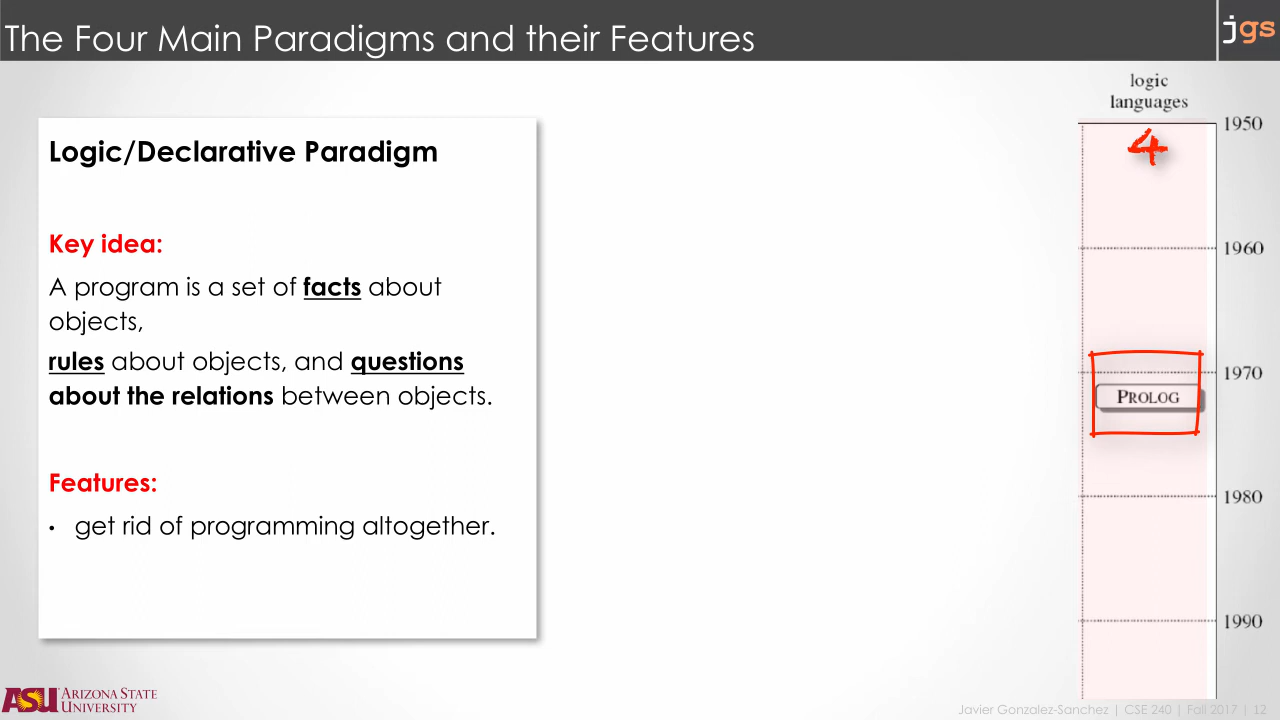 The Four Main Paradigms and their Features
jgs
logic
languages
Logic/Declarative Paradigm
Key idea:
A program is a set of facts about
objects,
rules about objects, and questions
about the relations between objects.
Features:
• get rid of programming altogether.
4
1950
1960
1970
PROLOG
1980
1990
ASU ARIZONA STATE
UNIVERSITY
Javier Gonzalez-Sanchez | CSE 240 | Fall 2017 | 12